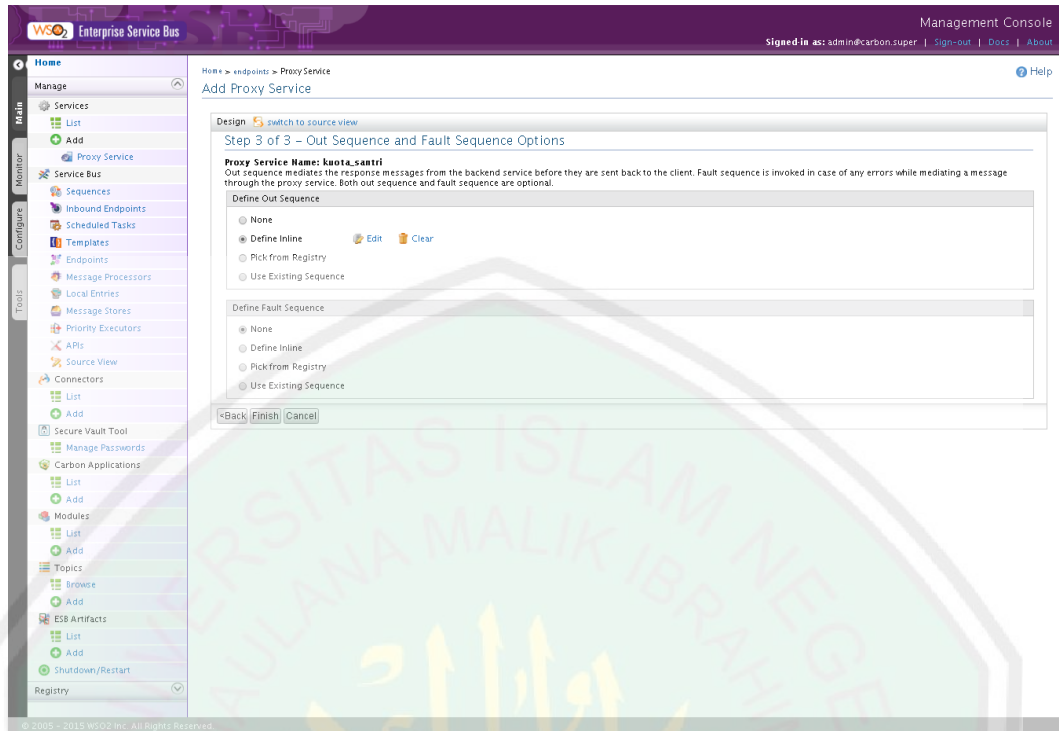 WSO2 Enterprise Service Bus
Management Console
Signed-in as: admin@carbon.super | Sign-out | Docs | About
Home
Manage
Main
Monitor
Configure
Tools
Services
List
Add
Proxy Service
Service Bus
Sequences
Inbound Endpoints
Scheduled Tasks
Templates
Endpoints
Message Processors
Local Entries
Message Stores
Priority Executors
APIs
Source View
Connectors
List
Add
Secure Vault Tool
Manage Passwords
Carbon Applications
List
Add
Modules
List
Add
Topics
Browse
Add
ESB Artifacts
List
Add
Shutdown/Restart
Registry
Home > endpoints > Proxy Service
Help
Add Proxy Service
Design switch to source view
Step 3 of 3 - Out Sequence and Fault Sequence Options
Proxy Service Name: kuota_santri
Out sequence mediates the response messages from the backend service before they are sent back to the client. Fault sequence is invoked in case of any errors while mediating a message
through the proxy service. Both out sequence and fault sequence are optional.
Define Out Sequence
None
Define Inline Edit Clear
Pick from Registry
Use Existing Sequence
Define Fault Sequence
None
Define Inline
Pick from Registry
Use Existing Sequence
<Back Finish Cancel
© 2005 - 2015 WSO2 Inc. All Rights Reserved.